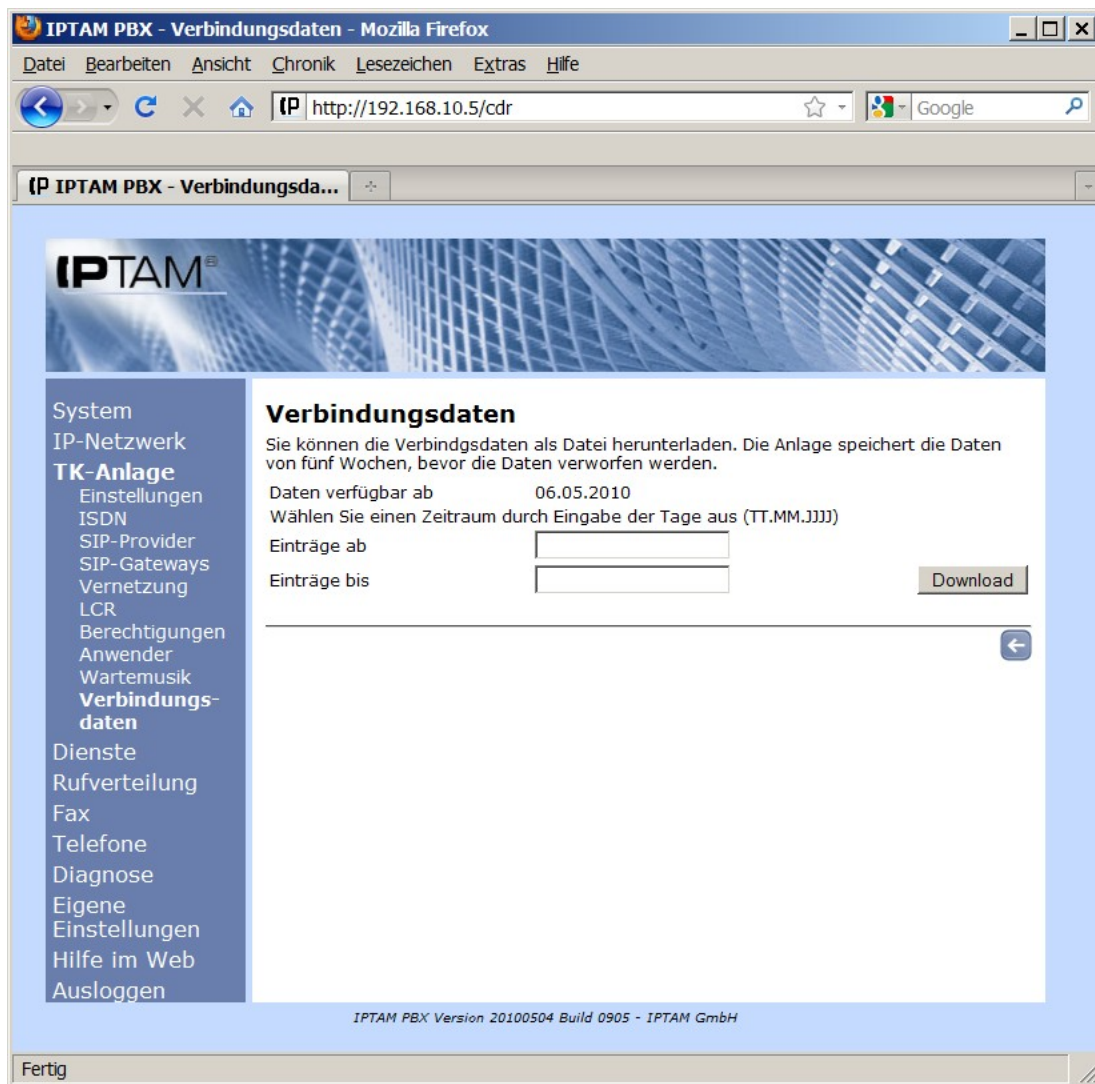 IPTAM PBX - Verbindungsdaten - Mozilla Firefox
Datei Bearbeiten Ansicht Chronik Lesezeichen Extras Hilfe
(P http://192.168.10.5/cdr Google
(P IPTAM PBX - Verbindungsda...
IPTAM®
System
IP-Netzwerk
TK-Anlage
Einstellungen
ISDN
SIP-Provider
SIP-Gateways
Vernetzung
LCR
Berechtigungen
Anwender
Wartemusik
Verbindungs-
daten
Dienste
Rufverteilung
Fax
Telefone
Diagnose
Eigene
Einstellungen
Hilfe im Web
Ausloggen
Verbindungsdaten
Sie können die Verbindgsdaten als Datei herunterladen. Die Anlage speichert die Daten
von fünf Wochen, bevor die Daten verworfen werden.
Daten verfügbar ab 06.05.2010
Wählen Sie einen Zeitraum durch Eingabe der Tage aus (TT.MM.JJJJ)
Einträge ab
Einträge bis Download
IPTAM PBX Version 20100504 Build 0905 - IPTAM GmbH
Fertig